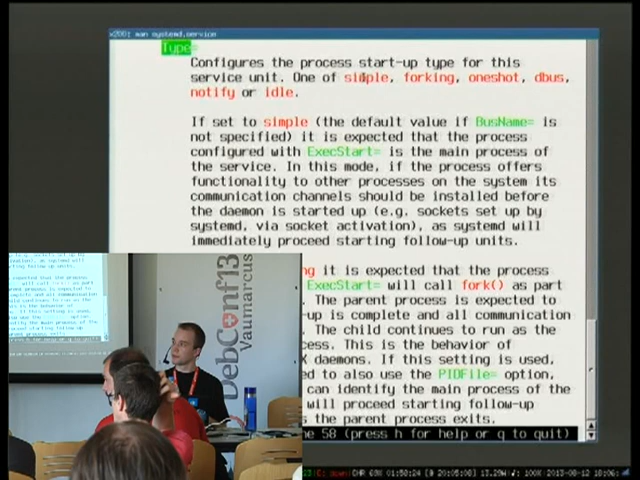 v201: man systemd.service
Type=
Configures the process start-up type for this
service unit. One of simple, forking, oneshot, dbus,
notify or idle.
If set to simple (the default value if BusName= is
not specified) it is expected that the process
configured with ExecStart= is the main process of
the service. In this mode, if the process offers
functionality to other processes on the system its
communication channels should be installed before
the daemon is started up (e.g. sockets set up by
systemd, via socket activation), as systemd will
immediately proceed starting follow-up units.
ng it is expected that the process
ExecStart= will call fork() as part
. The parent process is expected to
-up is complete and all communication
. The child continues to run as the
cess. This is the behavior of
X daemons. If this setting is used,
ed to also use the PIDFile= option,
can identify the main process of the
will proceed starting follow-up
s the parent process exits.
ne 58 (press h for help or q to quit)
2013-08-12 18:06
DebConf13
Vaumarcus